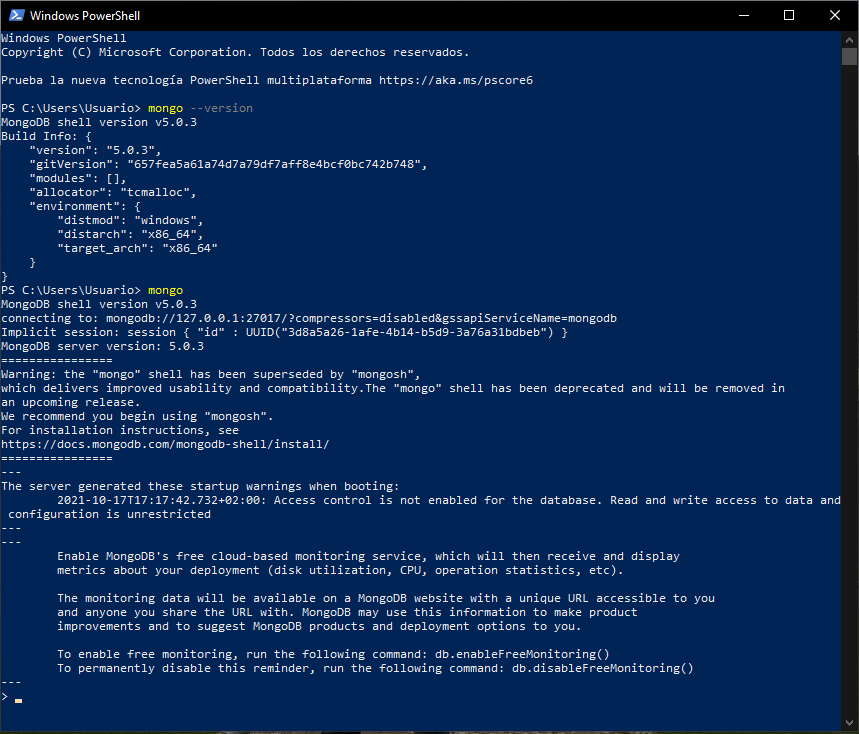 Windows PowerShell
Windows PowerShell
Copyright (C) Microsoft Corporation. Todos los derechos reservados.
Prueba la nueva tecnología PowerShell multiplataforma https://aka.ms/pscore6
PS C:\Users\Usuario> mongo --version
MongoDB shell version v5.0.3
Build Info: {
    "version": "5.0.3",
    "gitVersion": "657fea5a61a74d7a79df7aff8e4bcf0bc742b748",
    "modules": [],
    "allocator": "tcmalloc",
    "environment": {
        "distmod": "windows",
        "distarch": "x86_64",
        "target_arch": "x86_64"
    }
}
PS C:\Users\Usuario> mongo
MongoDB shell version v5.0.3
connecting to: mongodb://127.0.0.1:27017/?compressors=disabled&gssapiServiceName=mongodb
Implicit session: session { "id" : UUID("3d8a5a26-1afe-4b14-b5d9-3a76a31bdbeb") }
MongoDB server version: 5.0.3
================
Warning: the "mongo" shell has been superseded by "mongosh",
which delivers improved usability and compatibility.The "mongo" shell has been deprecated and will be removed in
an upcoming release.
We recommend you begin using "mongosh".
For installation instructions, see
https://docs.mongodb.com/mongodb-shell/install/
================
---
The server generated these startup warnings when booting:
        2021-10-17T17:17:42.732+02:00: Access control is not enabled for the database. Read and write access to data and
 configuration is unrestricted
---
---
        Enable MongoDB's free cloud-based monitoring service, which will then receive and display
        metrics about your deployment (disk utilization, CPU, operation statistics, etc).
        The monitoring data will be available on a MongoDB website with a unique URL accessible to you
        and anyone you share the URL with. MongoDB may use this information to make product
        improvements and to suggest MongoDB products and deployment options to you.
        To enable free monitoring, run the following command: db.enableFreeMonitoring()
        To permanently disable this reminder, run the following command: db.disableFreeMonitoring()
---
>